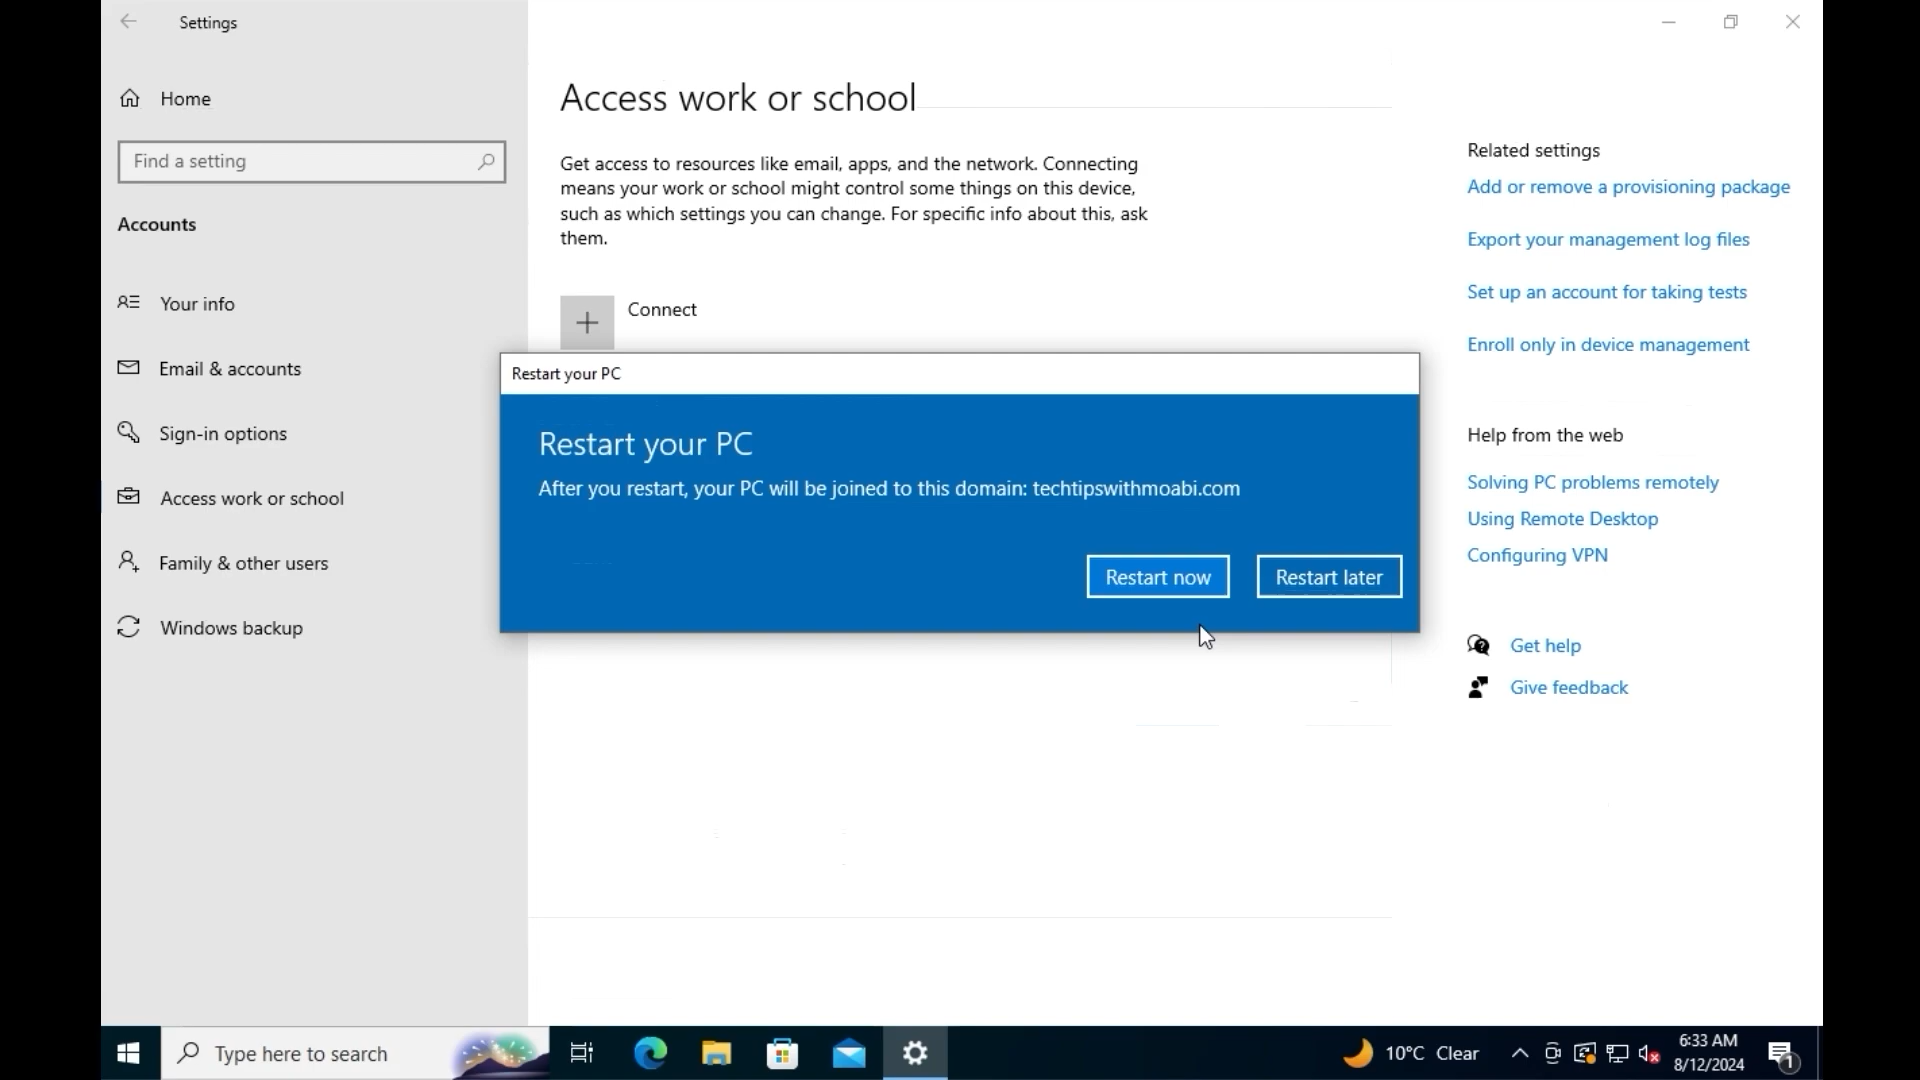 Settings
Home
Find a setting
Accounts
Your info
Email & accounts
Sign-in options
Access work or school
Family & other users
Windows backup
Access work or school
Get access to resources like email, apps, and the network. Connecting
means your work or school might control some things on this device,
such as which settings you can change. For specific info about this, ask
them.
Connect
Restart your PC
Restart your PC
After you restart, your PC will be joined to this domain: techtipswithmoabi.com
Restart now
Restart later
Related settings
Add or remove a provisioning package
Export your management log files
Set up an account for taking tests
Enroll only in device management
Help from the web
Solving PC problems remotely
Using Remote Desktop
Configuring VPN
Get help
Give feedback
Type here to search
10°C Clear
6:33 AM
8/12/2024
1